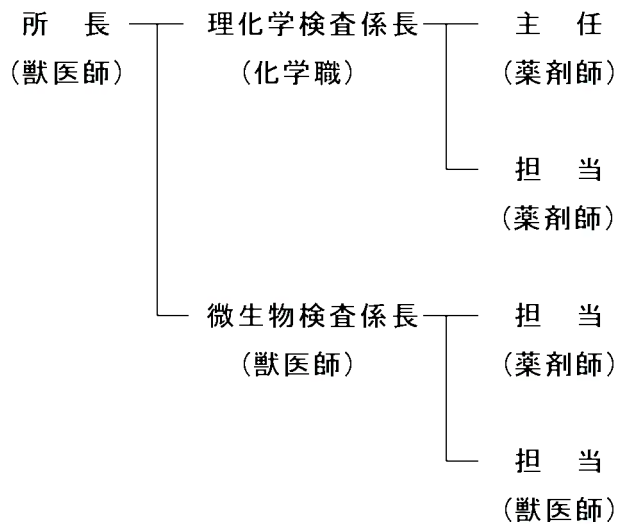 所長 理化学検査係長 主任
(獣医師) (化学職) (薬剤師)
担当
(薬剤師)
微生物検査係長 担当
(獣医師) (薬剤師)
担当
(獣医師)